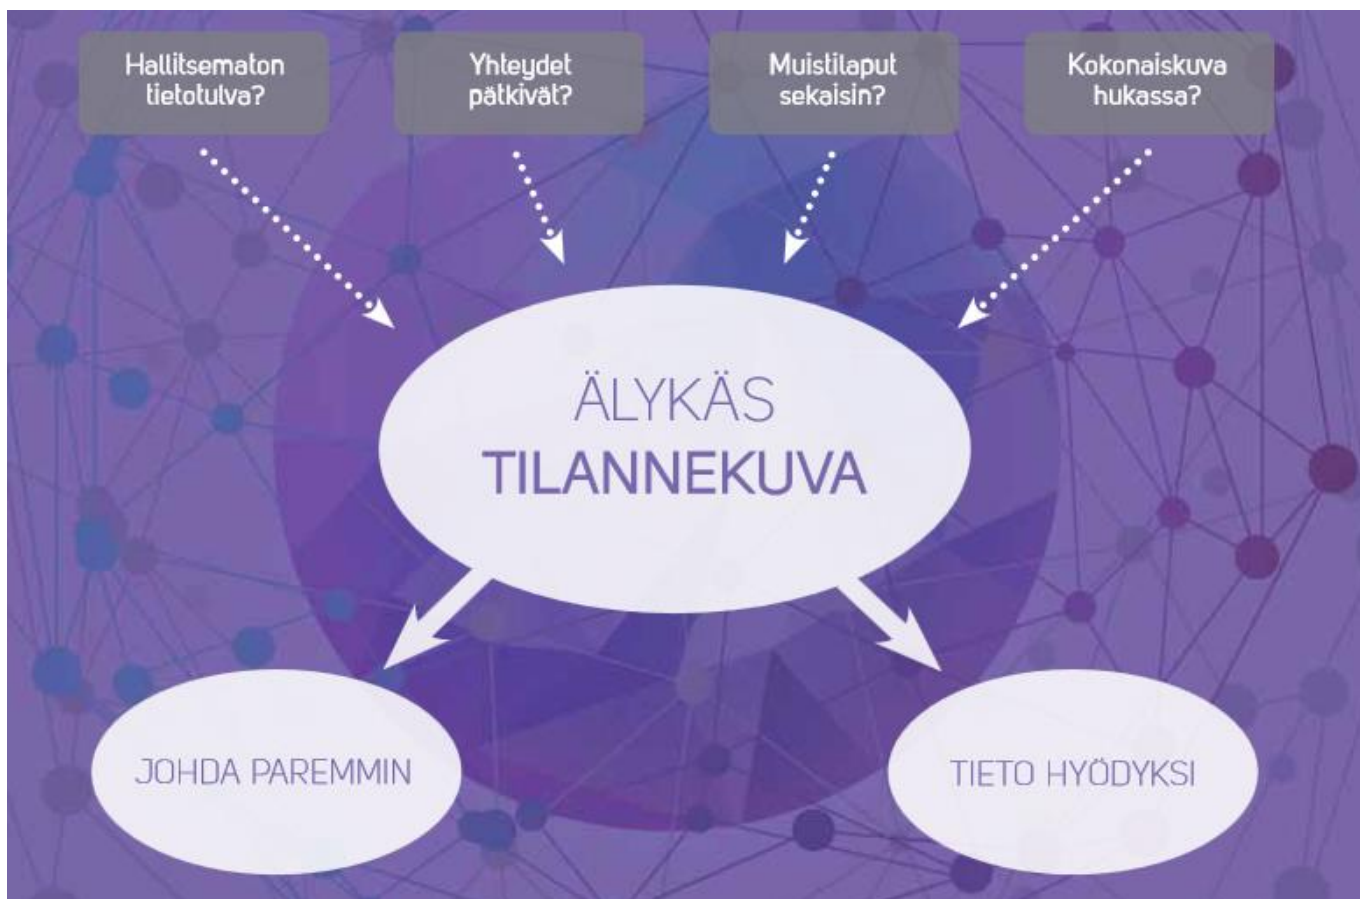 Hallitsematon
tietotulva?
Yhteydet
pätkivät?
Muistilaput
sekaisin?
Kokonaiskuva
hukassa?
ÄLYKÄS
TILANNEKUVA
JOHDA PAREMMIN
TIETO HYÖDYKSI